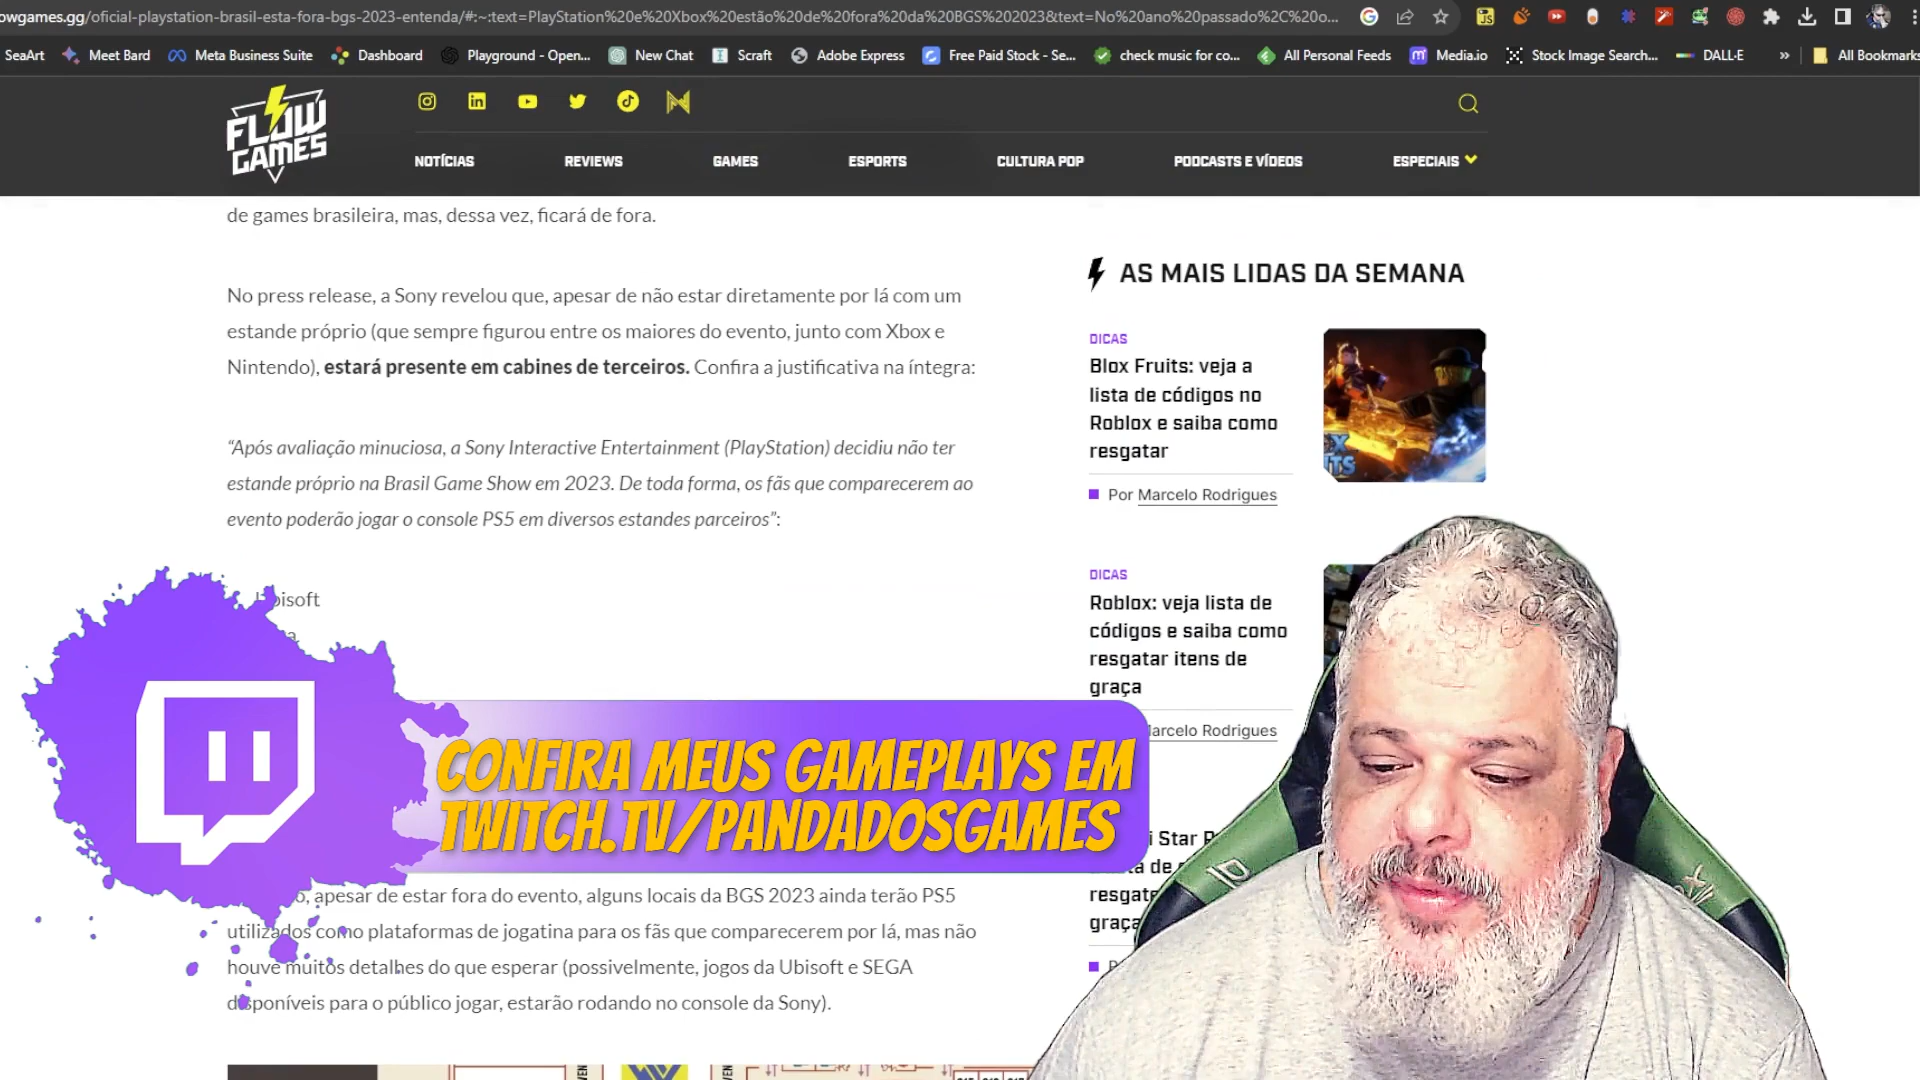 owgames.gg/oficial-playstation-brasil-esta-fora-bgs-2023-entenda/#:~:text=PlayStation%20e%20Xbox%20estão%20de%20fora%20da%20BGS%202023&text=No%20ano%20passado%2C%20o...
SeaArt Meet Bard Meta Business Suite Dashboard Playground - Open... New Chat Scraft Adobe Express Free Paid Stock - Se... check music for co... All Personal Feeds Media.io Stock Image Search... DALL·E » All Bookmarks
FLOW
GAMES
NOTÍCIAS REVIEWS GAMES ESPORTS CULTURA POP PODCASTS E VÍDEOS ESPECIAIS
de games brasileira, mas, dessa vez, ficará de fora.
No press release, a Sony revelou que, apesar de não estar diretamente por lá com um
estande próprio (que sempre figurou entre os maiores do evento, junto com Xbox e
Nintendo), estará presente em cabines de terceiros. Confira a justificativa na íntegra:
“Após avaliação minuciosa, a Sony Interactive Entertainment (PlayStation) decidiu não ter
estande próprio na Brasil Game Show em 2023. De toda forma, os fãs que comparecerem ao
evento poderão jogar o console PS5 em diversos estandes parceiros”:
bisoft
CONFIRA MEUS GAMEPLAYS EM
TWITCH.TV/PANDADOSGAMES
o, apesar de estar fora do evento, alguns locais da BGS 2023 ainda terão PS5
utilizados como plataformas de jogatina para os fãs que comparecerem por lá, mas não
houve muitos detalhes do que esperar (possivelmente, jogos da Ubisoft e SEGA
disponíveis para o público jogar, estarão rodando no console da Sony).
AS MAIS LIDAS DA SEMANA
DICAS
Blox Fruits: veja a
lista de códigos no
Roblox e saiba como
resgatar
Por Marcelo Rodrigues
DICAS
Roblox: veja lista de
códigos e saiba como
resgatar itens de
graça
arcelo Rodrigues
i Star R
ta de
resgat
graça
P